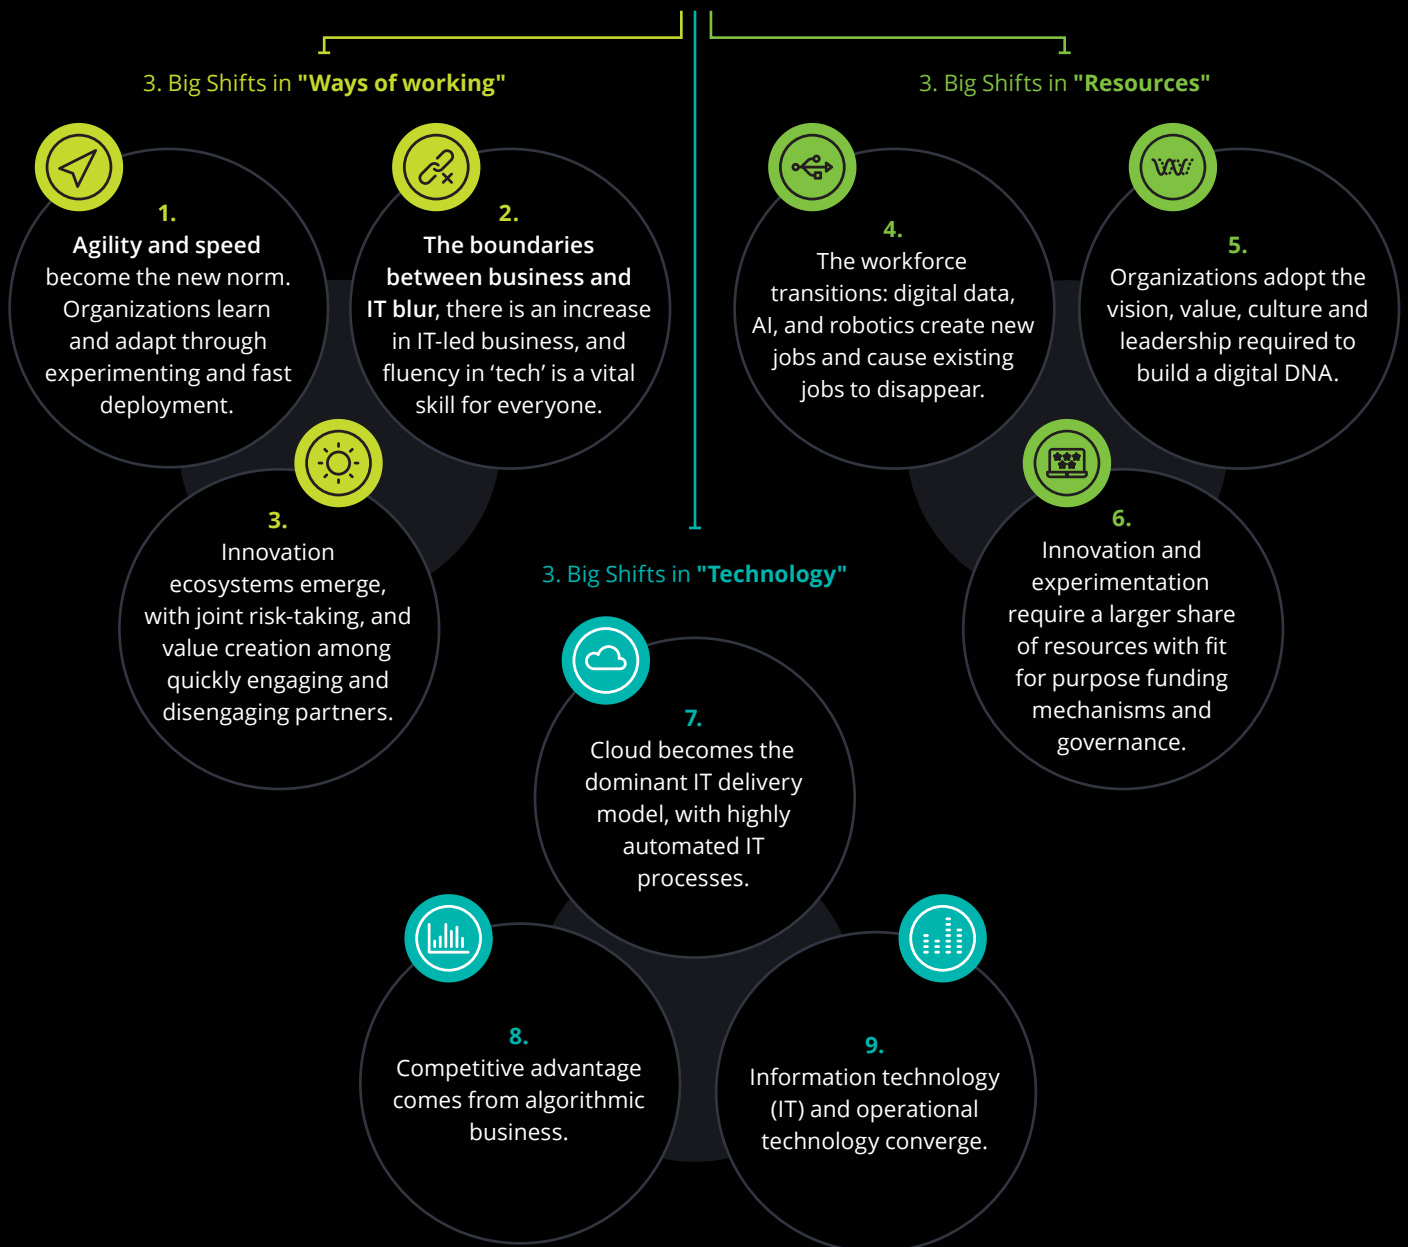 3. Big Shifts in "Ways of working"
1.
Agility and speed
become the new norm.
Organizations learn
and adapt through
experimenting and fast
deployment.
2.
The boundaries
between business and
IT blur, there is an increase
in IT-led business, and
fluency in ‘tech’ is a vital
skill for everyone.
3.
Innovation
ecosystems emerge,
with joint risk-taking, and
value creation among
quickly engaging and
disengaging partners.
3. Big Shifts in "Resources"
4.
The workforce
transitions: digital data,
AI, and robotics create new
jobs and cause existing
jobs to disappear.
5.
Organizations adopt the
vision, value, culture and
leadership required to
build a digital DNA.
6.
Innovation and
experimentation
require a larger share
of resources with fit
for purpose funding
mechanisms and
governance.
3. Big Shifts in "Technology"
7.
Cloud becomes the
dominant IT delivery
model, with highly
automated IT
processes.
8.
Competitive advantage
comes from algorithmic
business.
9.
Information technology
(IT) and operational
technology converge.